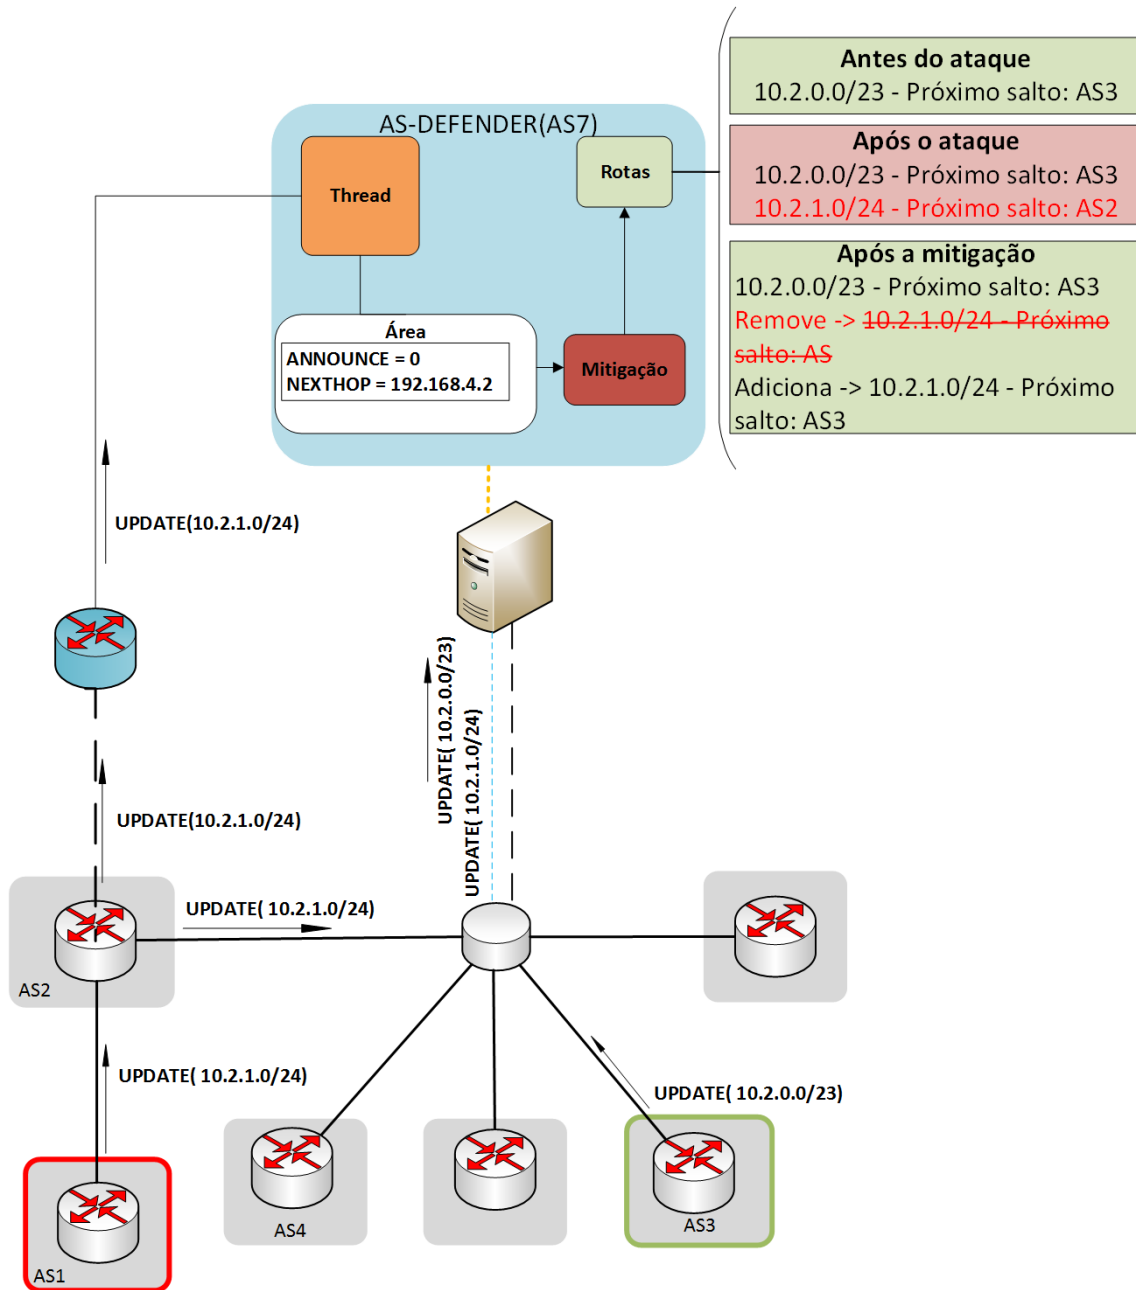 Antes do ataque
10.2.0.0/23 - Próximo salto: AS3
Após o ataque
10.2.0.0/23 - Próximo salto: AS3
10.2.1.0/24 - Próximo salto: AS2
Após a mitigação
10.2.0.0/23 - Próximo salto: AS3
Remove -> 10.2.1.0/24 - Próximo
salto: AS
Adiciona -> 10.2.1.0/24 - Próximo
salto: AS3
AS-DEFENDER(AS7)
Thread
Rotas
Área
ANNOUNCE = 0
NEXTHOP = 192.168.4.2
Mitigação
UPDATE(10.2.1.0/24)
UPDATE( 10.2.0.0/23)
UPDATE( 10.2.1.0/24)
UPDATE(10.2.1.0/24)
UPDATE( 10.2.1.0/24)
AS2
UPDATE( 10.2.1.0/24)
UPDATE( 10.2.0.0/23)
AS4
AS3
AS1